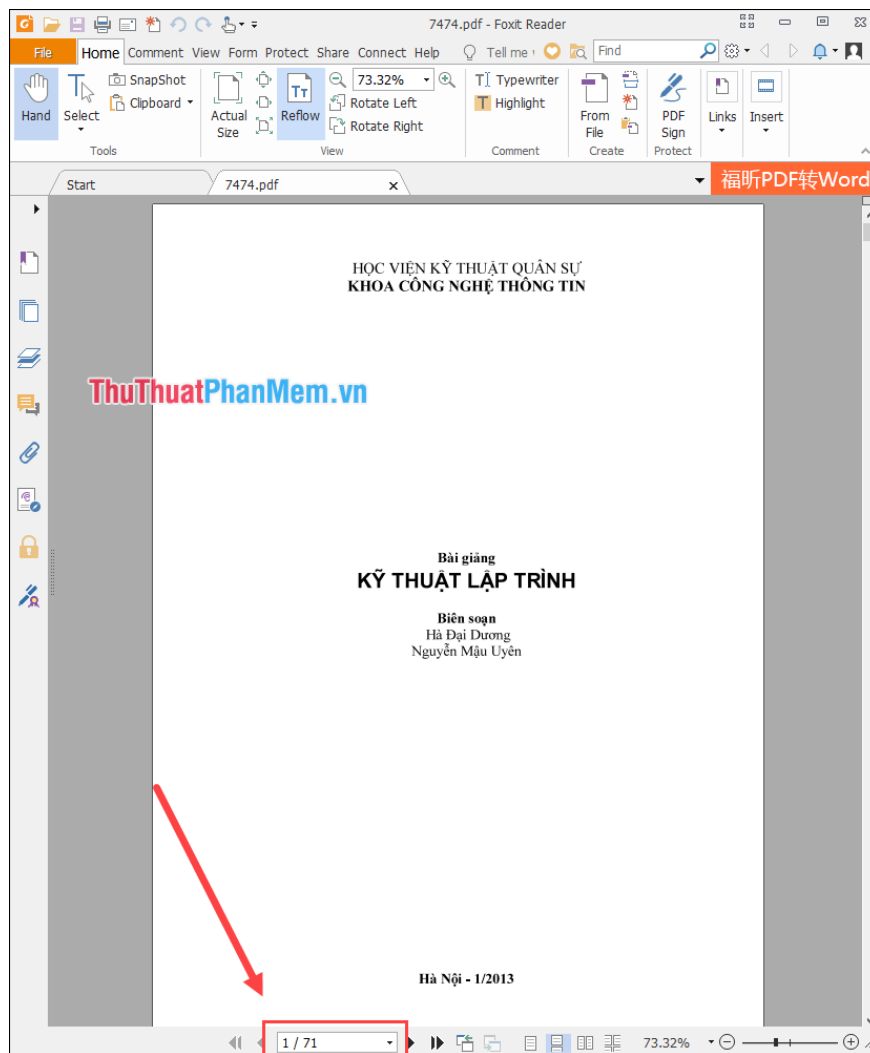 7474.pdf - Foxit Reader
File Home Comment View Form Protect Share Connect Help Tell me Find
Hand
Select
SnapShot
Clipboard
Tools
Actual Size
Reflow
73.32%
Rotate Left
Rotate Right
View
Typewriter
Highlight
Comment
From File
Create
PDF Sign
Protect
Links
Insert
Start
7474.pdf
福昕PDF转Word
HỌC VIỆN KỸ THUẬT QUÂN SỰ
KHOA CÔNG NGHỆ THÔNG TIN
ThuThuatPhanMem.vn
Bài giảng
KỸ THUẬT LẬP TRÌNH
Biên soạn
Hà Đại Dương
Nguyễn Mậu Uyên
Hà Nội - 1/2013
1 / 71
73.32%